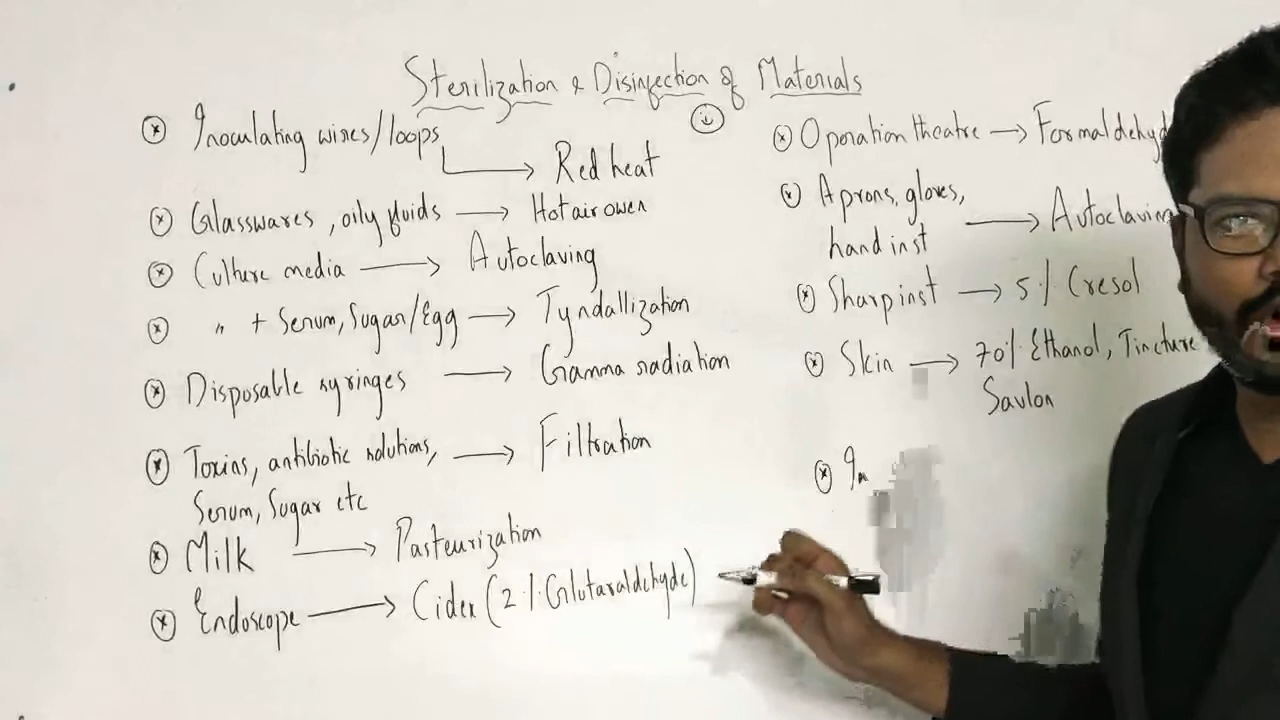 Sterilization & Disinfection of Materials
Inoculating wires/loops
Red heat
Glasswares, oily fluids → Hot air owen
Culture media → Autoclaving
" + Serum, Sugar/Egg → Tyndallization
Disposable syringes → Gamma radiation
Toxins, antibiotic solutions, → Filtration
Serum, Sugar etc
Milk → Pasteurization
Endoscope → Cidex (2% Glutaraldehyde)
Operation theatre → Formaldehyd
Aprons, gloves,
hand inst → Autoclaving
Sharp inst → 5% Cresol
Skin → 70% Ethanol, Tincture
Savlon